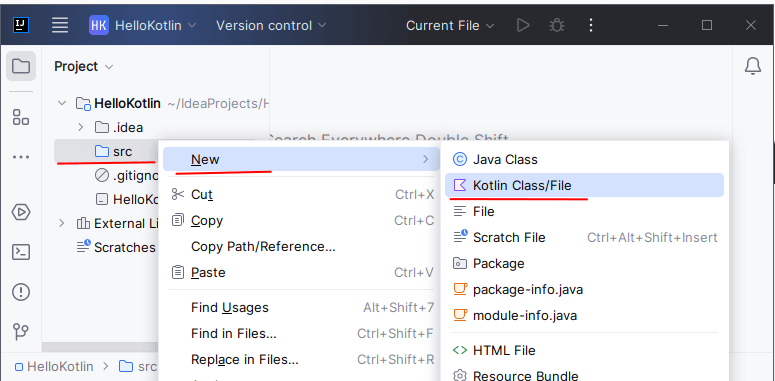 IJ
HK HelloKotlin Version control Current File
Project
HelloKotlin ~/IdeaProjects/H
.idea
Search Everywhere Double Shift
src
New
Java Class
.gitigno
Cut Ctrl+X
Kotlin Class/File
HelloKo
Copy Ctrl+C
File
External Li
Scratch File Ctrl+Alt+Shift+Insert
Scratches
Copy Path/Reference...
Package
Paste Ctrl+V
package-info.java
Find Usages Alt+Shift+7
module-info.java
Find in Files... Ctrl+Shift+F
HTML File
Replace in Files... Ctrl+Shift+R
HelloKotlin src
Resource Bundle